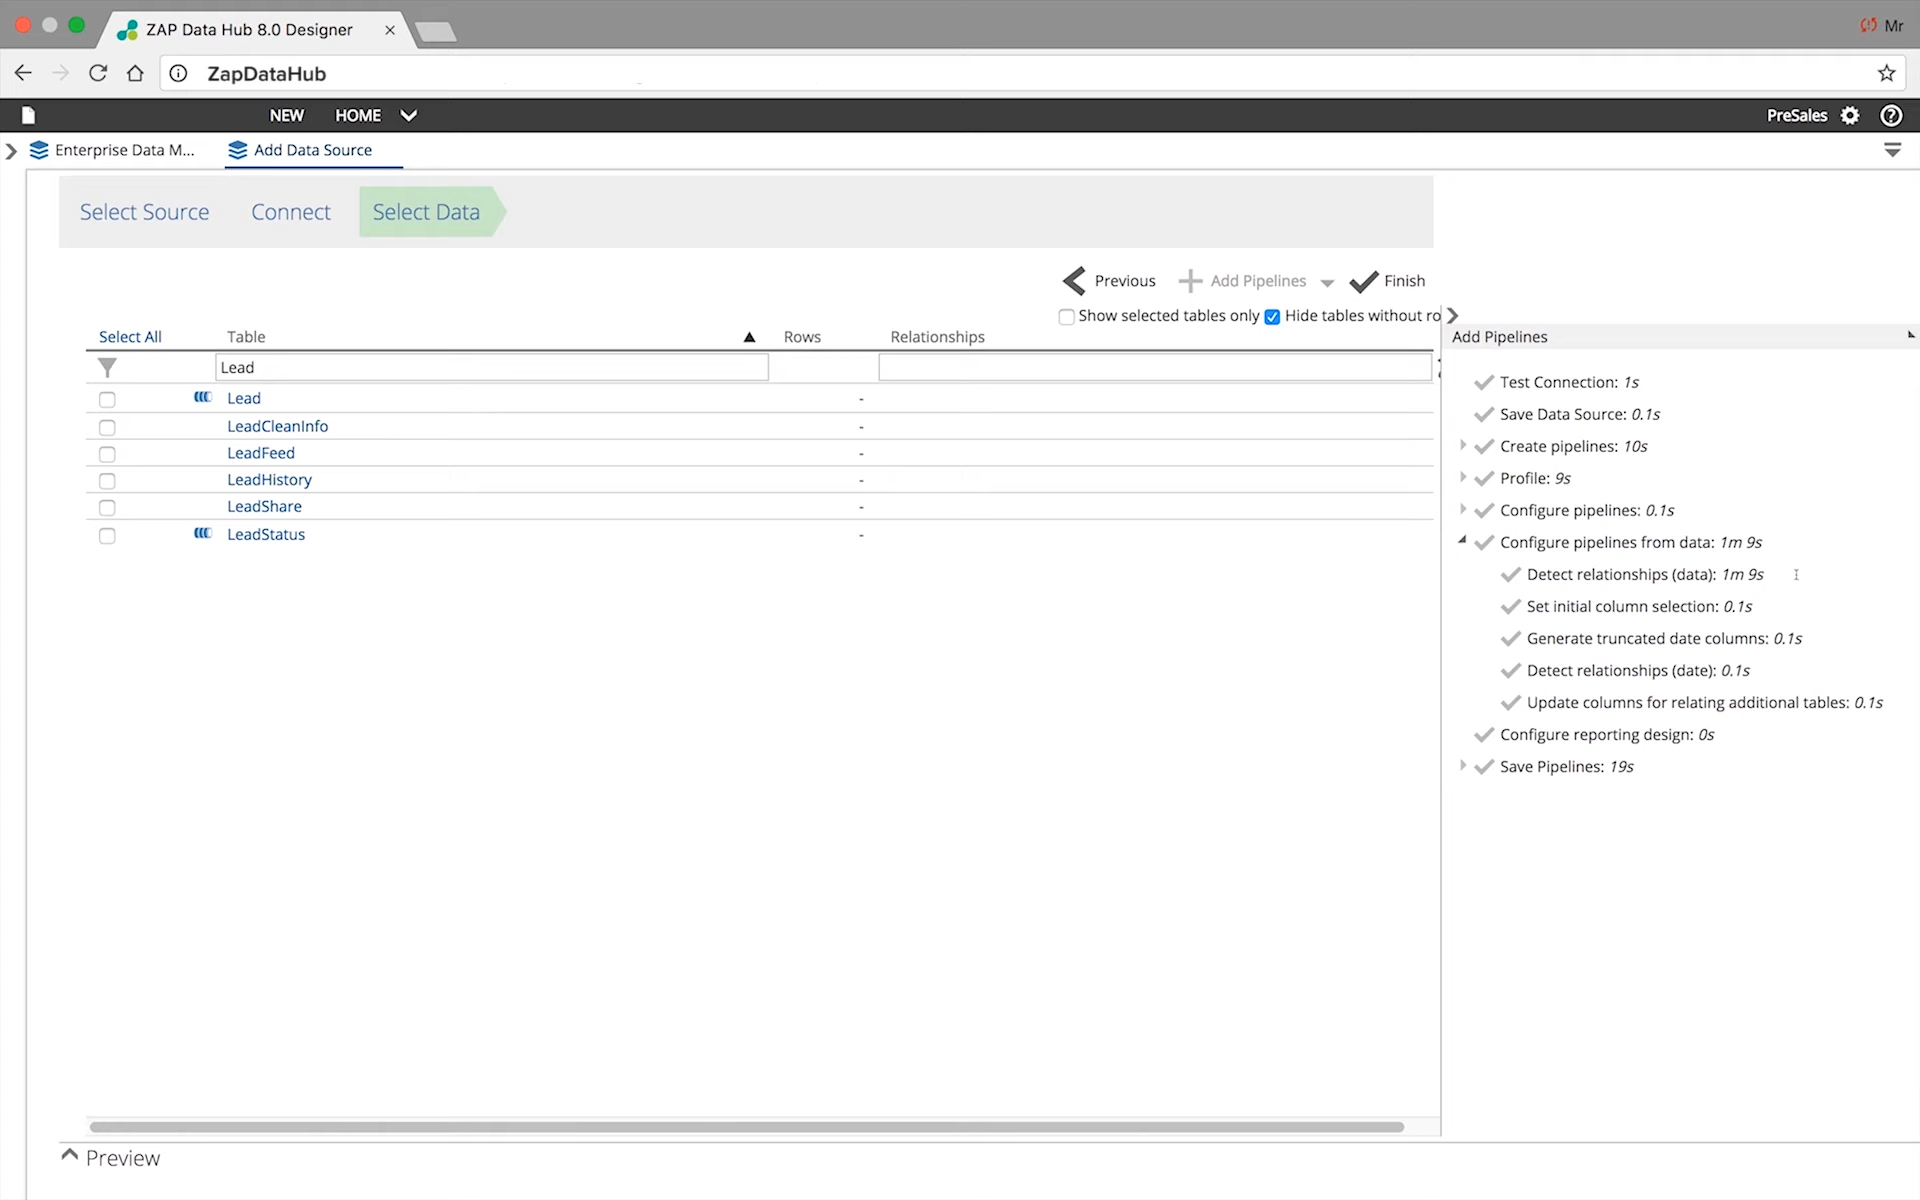 ZAP Data Hub 8.0 Designer
Mr
ZapDataHub
NEW HOME PreSales
Enterprise Data M... Add Data Source
Select Source Connect Select Data
Previous Add Pipelines Finish
Show selected tables only Hide tables without ro
Select All Table Rows Relationships
Add Pipelines
Lead
Lead -
LeadCleanInfo -
LeadFeed -
LeadHistory -
LeadShare -
LeadStatus -
Test Connection: 1s
Save Data Source: 0.1s
Create pipelines: 10s
Profile: 9s
Configure pipelines: 0.1s
Configure pipelines from data: 1m 9s
Detect relationships (data): 1m 9s
Set initial column selection: 0.1s
Generate truncated date columns: 0.1s
Detect relationships (date): 0.1s
Update columns for relating additional tables: 0.1s
Configure reporting design: 0s
Save Pipelines: 19s
Preview